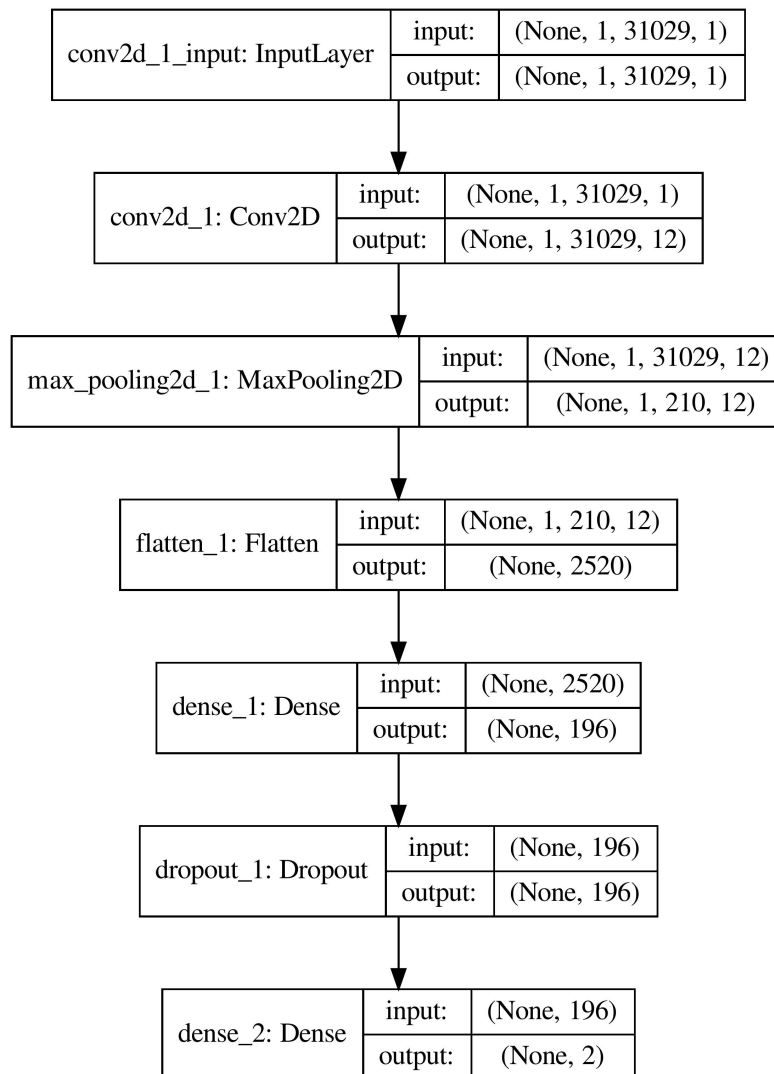 conv2d_1_input: InputLayer
input: (None, 1, 31029, 1)
output: (None, 1, 31029, 1)
conv2d_1: Conv2D
input: (None, 1, 31029, 1)
output: (None, 1, 31029, 12)
max_pooling2d_1: MaxPooling2D
input: (None, 1, 31029, 12)
output: (None, 1, 210, 12)
flatten_1: Flatten
input: (None, 1, 210, 12)
output: (None, 2520)
dense_1: Dense
input: (None, 2520)
output: (None, 196)
dropout_1: Dropout
input: (None, 196)
output: (None, 196)
dense_2: Dense
input: (None, 196)
output: (None, 2)